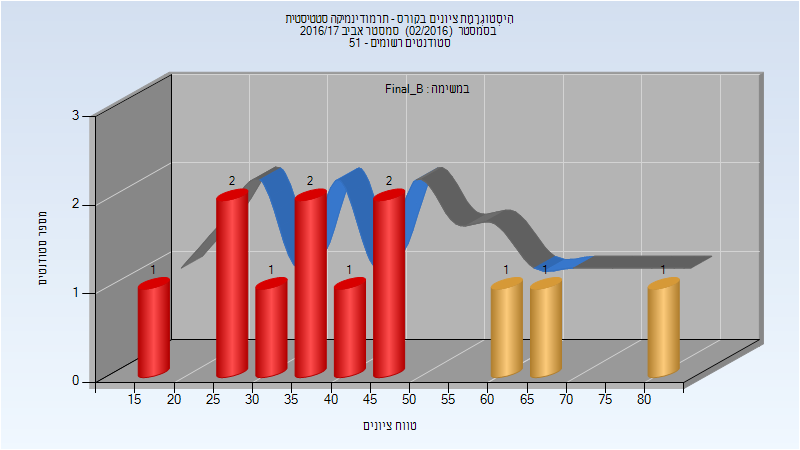 היסטוגרמת ציונים בקורס - תרמודינמיקה סטטיסטית
בסמסטר (02/2016) סמסטר אביב 2016/17
סטודנטים רשומים - 51
במשימה : Final_B
3
2
1
0
מספר סטודנטים
1
2
1
2
1
2
1
1
1
15 20 25 30 35 40 45 50 55 60 65 70 75 80
טווח ציונים